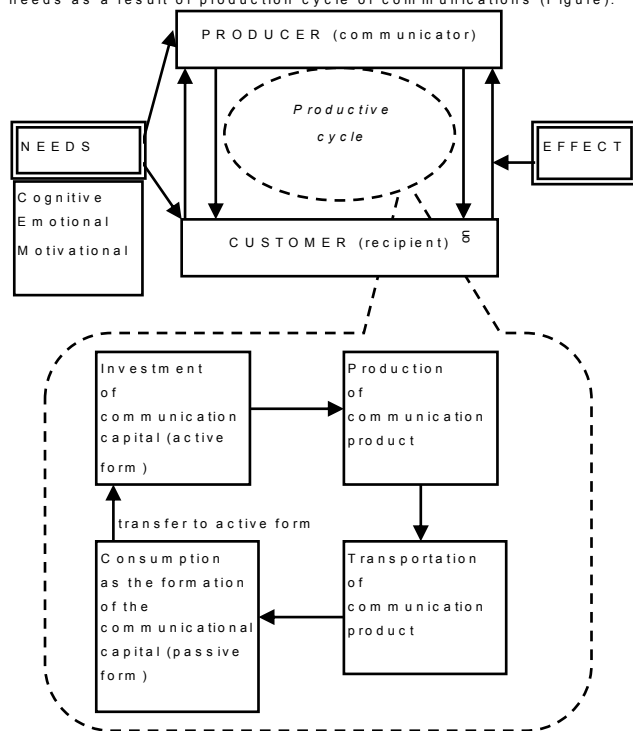 needs as a result of production cycle of communications (Figure).
PRODUCER (communicator)
Productive
cycle
NEEDS
EFFECT
Cognitive
Emotional
Motivational
CUSTOMER (recipient)
Investment
of
communication
capital (active
form)
Production
of
communication
product
transfer to active form
Consumption
as the formation
of the
communicational
capital (passive
form)
Transportation
of
communication
product